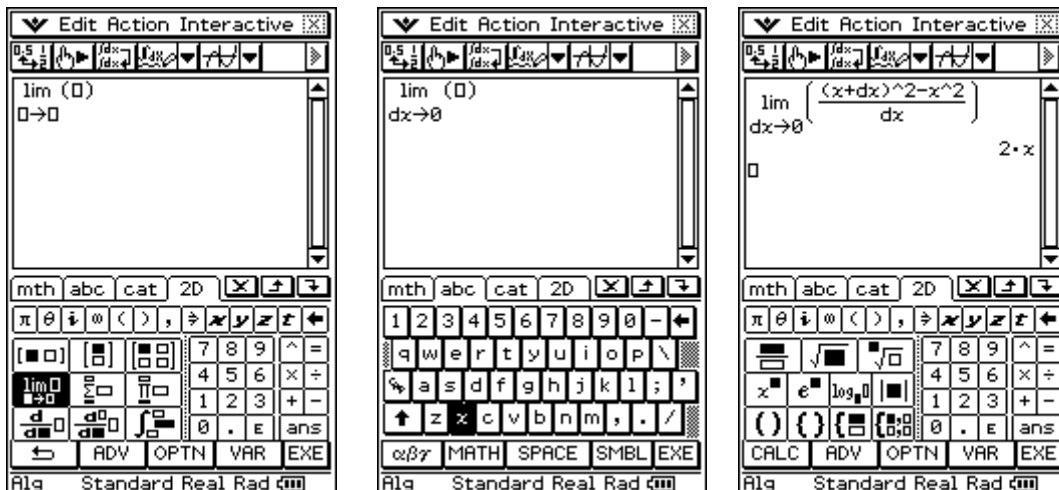 Edit Action Interactive
lim (□)
□→□
mth abc cat 2D
π θ i ∞ ( ) , ⇒ x y z t ←
7 8 9 ^ =
lim□ 4 5 6 × ÷
■→□
Σ□ Π□ 1 2 3 + −
d/d■□ 0 . E ans
ADV OPTN VAR EXE
Alg Standard Real Rad
Edit Action Interactive
lim (□)
dx→0
mth abc cat 2D
1 2 3 4 5 6 7 8 9 0 − ←
q w e r t y u i o p \
a s d f g h j k l ; '
z x c v b n m , . /
αβγ MATH SPACE SMBL EXE
Alg Standard Real Rad
Edit Action Interactive
lim ((x+dx)^2-x^2
dx→0 dx )
2·x
□
mth abc cat 2D
π θ i ∞ ( ) , ⇒ x y z t ←
√■ ■√□ 7 8 9 ^ =
x■ e■ log■□ |■| 4 5 6 × ÷
1 2 3 + −
() {} 0 . E ans
CALC ADV OPTN VAR EXE
Alg Standard Real Rad